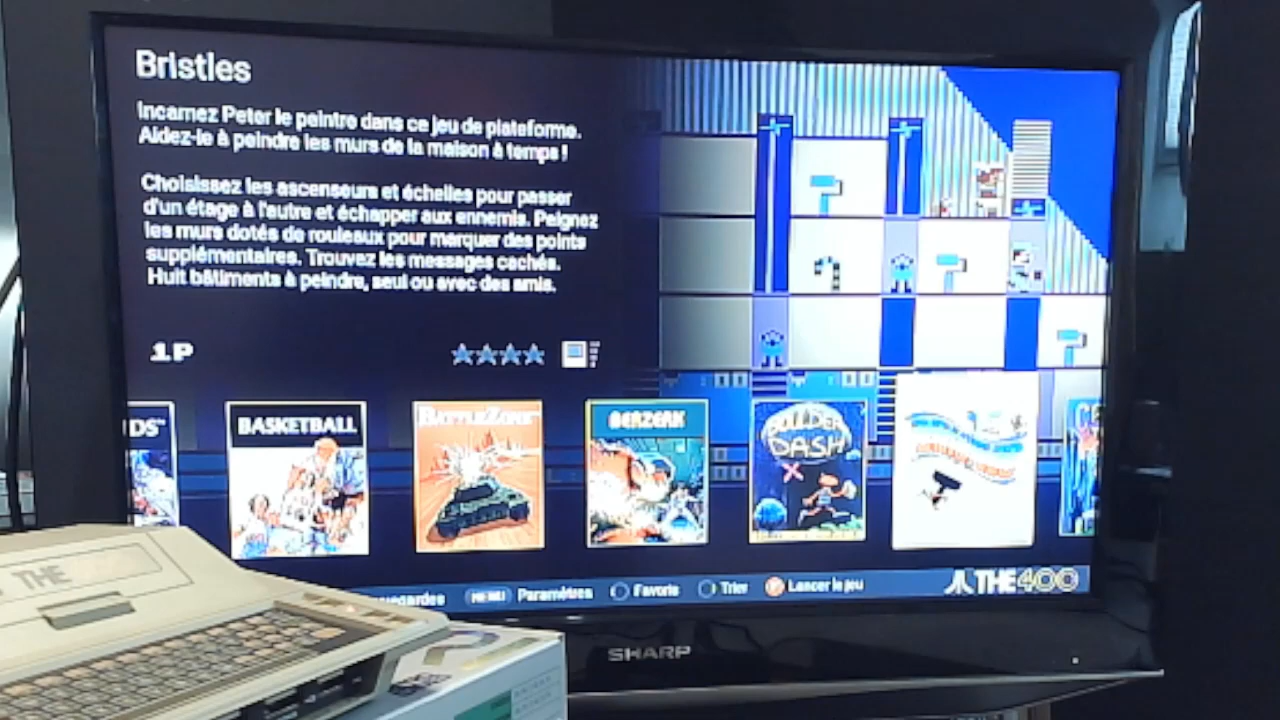 Bristles
Incarnez Peter le peintre dans ce jeu de plateforme.
Aidez-le à peindre les murs de la maison à temps !
Choisissez les ascenseurs et échelles pour passer
d'un étage à l'autre et échapper aux ennemis. Peignez
les murs dotés de rouleaux pour marquer des points
supplémentaires. Trouvez les messages cachés.
Huit bâtiments à peindre, seul ou avec des amis.
1P
DS
BASKETBALL
BATTLEZONE
BERZERK
BOULDER
DASH
MENU Paramètres Favoris Trier Lancer le jeu
THE400
THE
SHARP